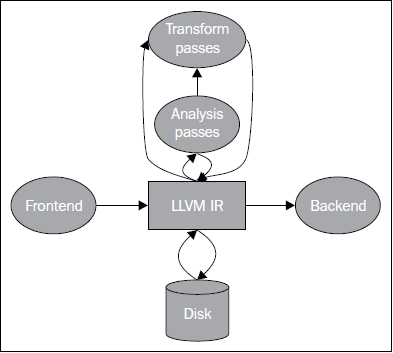 Transform
passes
Analysis
passes
Frontend
LLVM IR
Backend
Disk